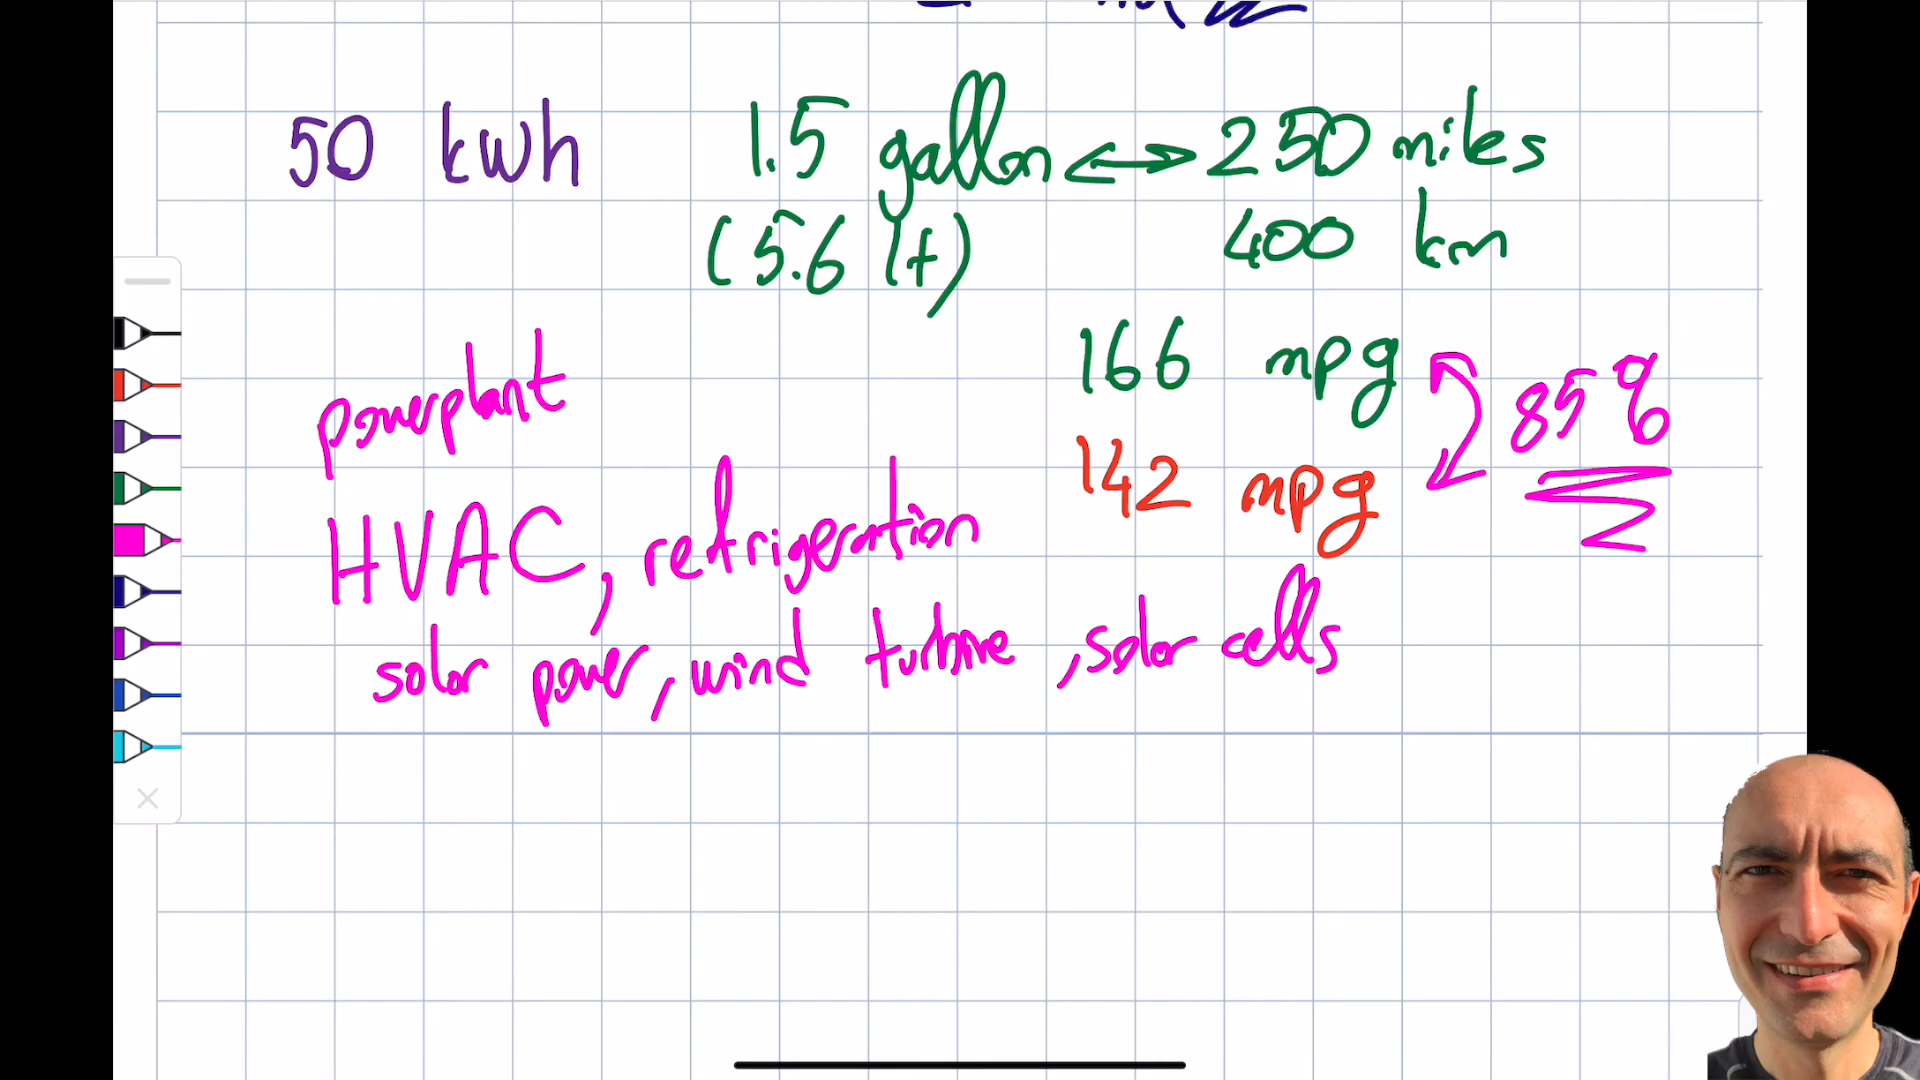 50 kwh 1.5 gallon ↔ 250 miles
(5.6 lt) 400 km
166 mpg
85%
powerplant
142 mpg
HVAC, refrigeration
solar power, wind turbine, solar cells